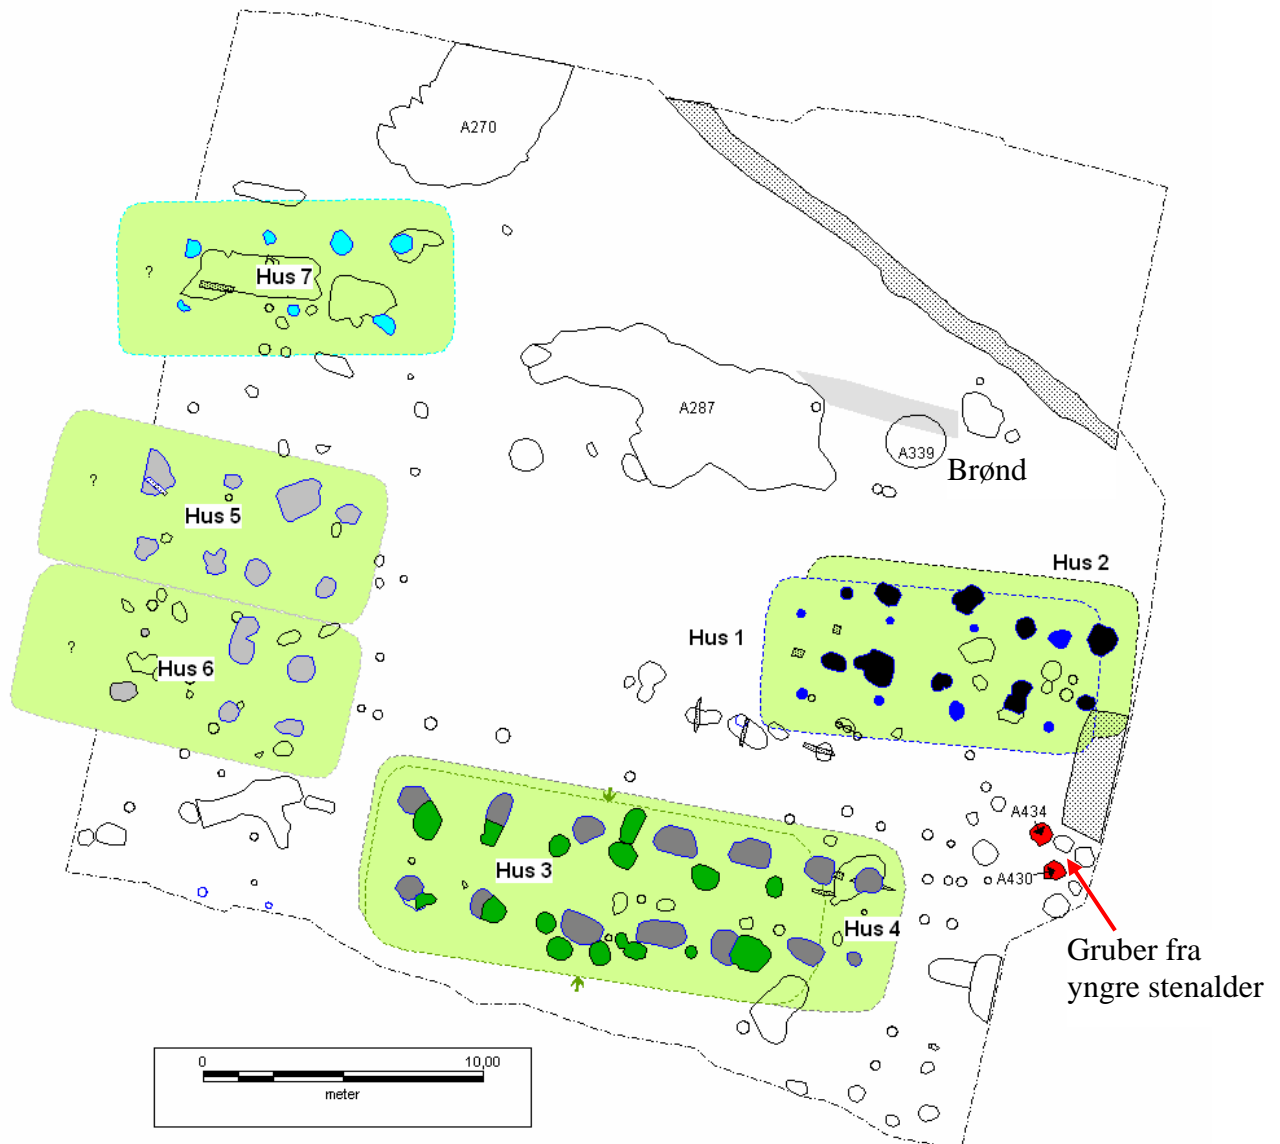 A270
?
Hus 7
A287
A339
Brønd
?
Hus 5
Hus 2
Hus 1
?
Hus 6
A434
Hus 3
A430
Hus 4
Gruber fra
yngre stenalder
0
10,00
meter